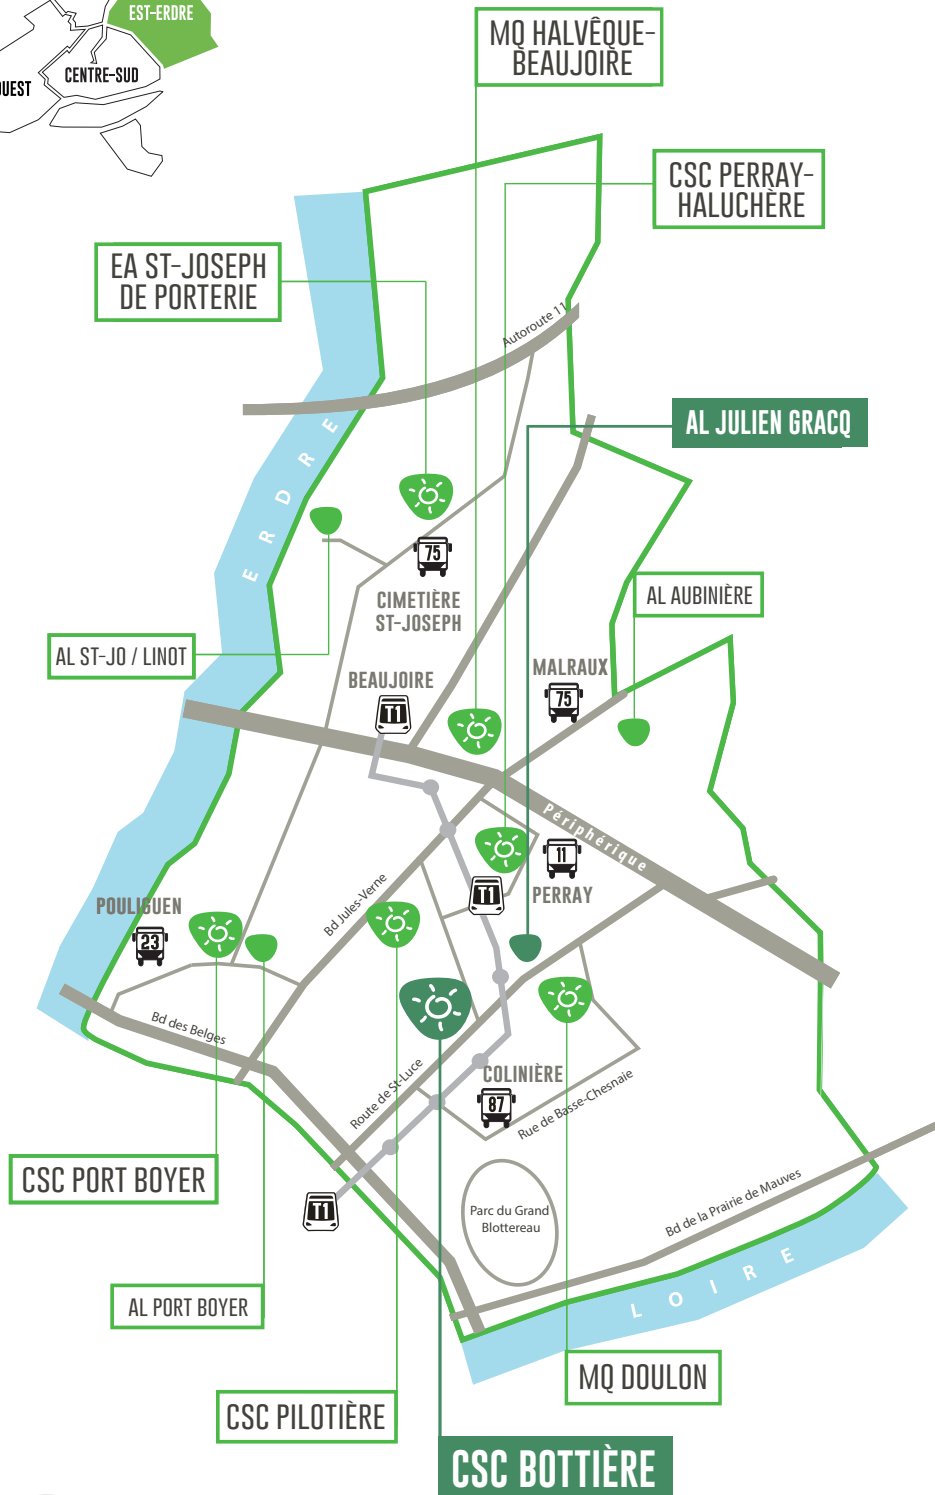 EST-ERDRE
CENTRE-SUD
OUEST
MQ HALVÊQUE-
BEAUJOIRE
CSC PERRAY-
HALUCHÈRE
EA ST-JOSEPH
DE PORTERIE
Autoroute 11
AL JULIEN GRACQ
ERDRE
75
CIMETIÈRE
ST-JOSEPH
AL AUBINIÈRE
AL ST-JO / LINOT
BEAUJOIRE
T1
MALRAUX
75
Périphérique
11
PERRAY
T1
Bd Jules-Verne
POULIGUEN
23
Bd des Belges
Route de St-Luce
COLINIÈRE
87
Rue de Basse-Chesnaie
CSC PORT BOYER
T1
Parc du Grand
Blottereau
Bd de la Prairie de Mauves
LOIRE
AL PORT BOYER
MQ DOULON
CSC PILOTIÈRE
CSC BOTTIÈRE